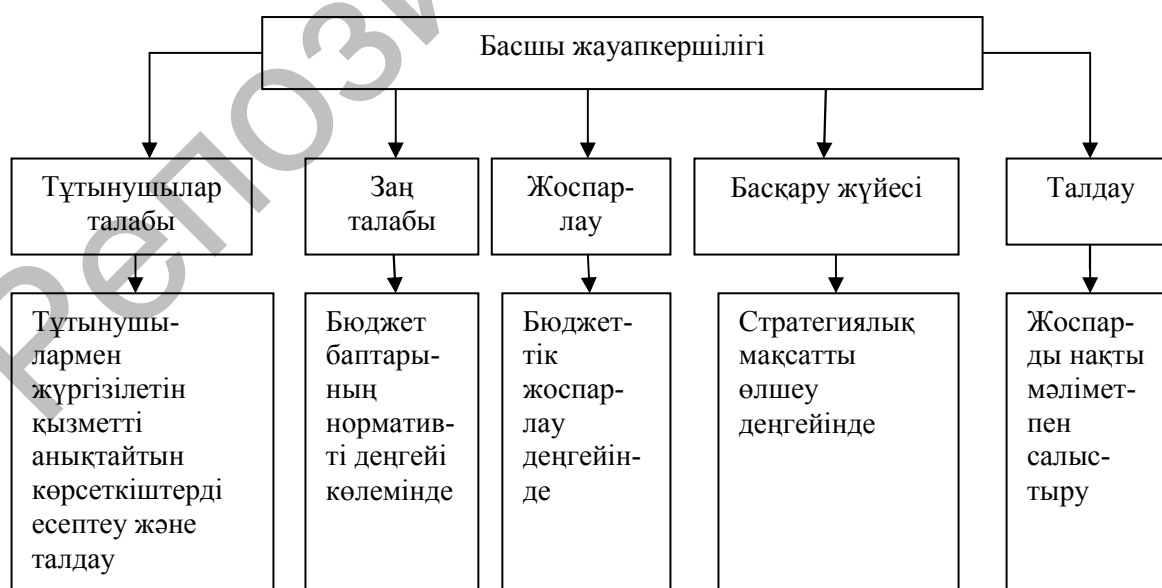 Басшы жауапкершілігі
Тұтынушылар
талабы
Заң
талабы
Жоспар-
лау
Басқару жүйесі
Талдау
Тұтынушы-
лармен
жүргізілетін
қызметті
анықтайтын
көрсеткіштерді
есептеу және
талдау
Бюджет
баптары-
ның
норматив-
ті деңгейі
көлемінде
Бюджет-
тік
жоспар-
лау
деңгейін-
де
Стратегиялық
мақсатты
өлшеу
деңгейінде
Жоспар-
ды нақты
мәлімет-
пен
салыс-
тыру